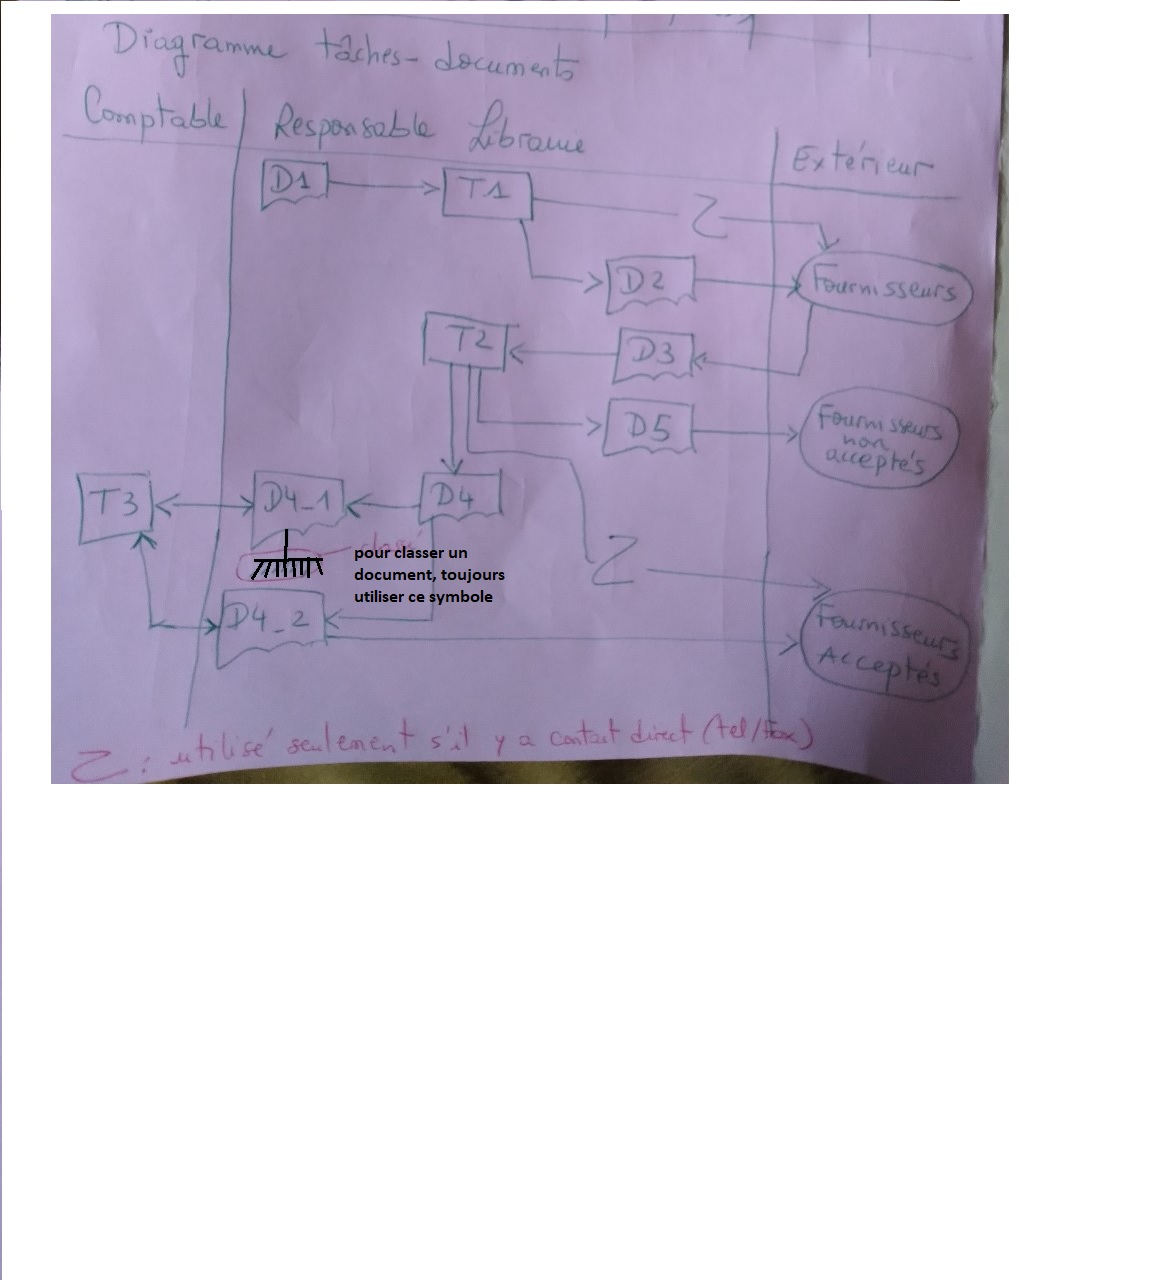 Diagramme tâches-documents
Comptable
Responsable Librairie
Extérieur
D1
T1
Z
D2
Fournisseurs
T2
D3
D5
Fournisseurs
non
acceptés
T3
D4_1
D4
pour classer un
document, toujours
utiliser ce symbole
Z
D4_2
Fournisseurs
Acceptés
Z : utilisé seulement s'il y a contact direct (tel/Fax)